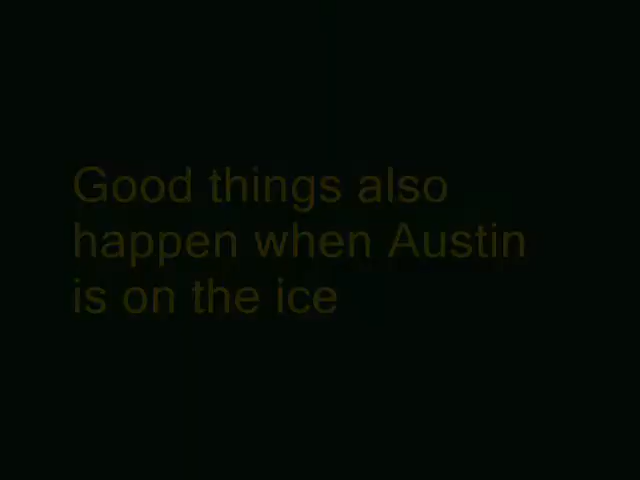 Good things also
happen when Austin
is on the ice